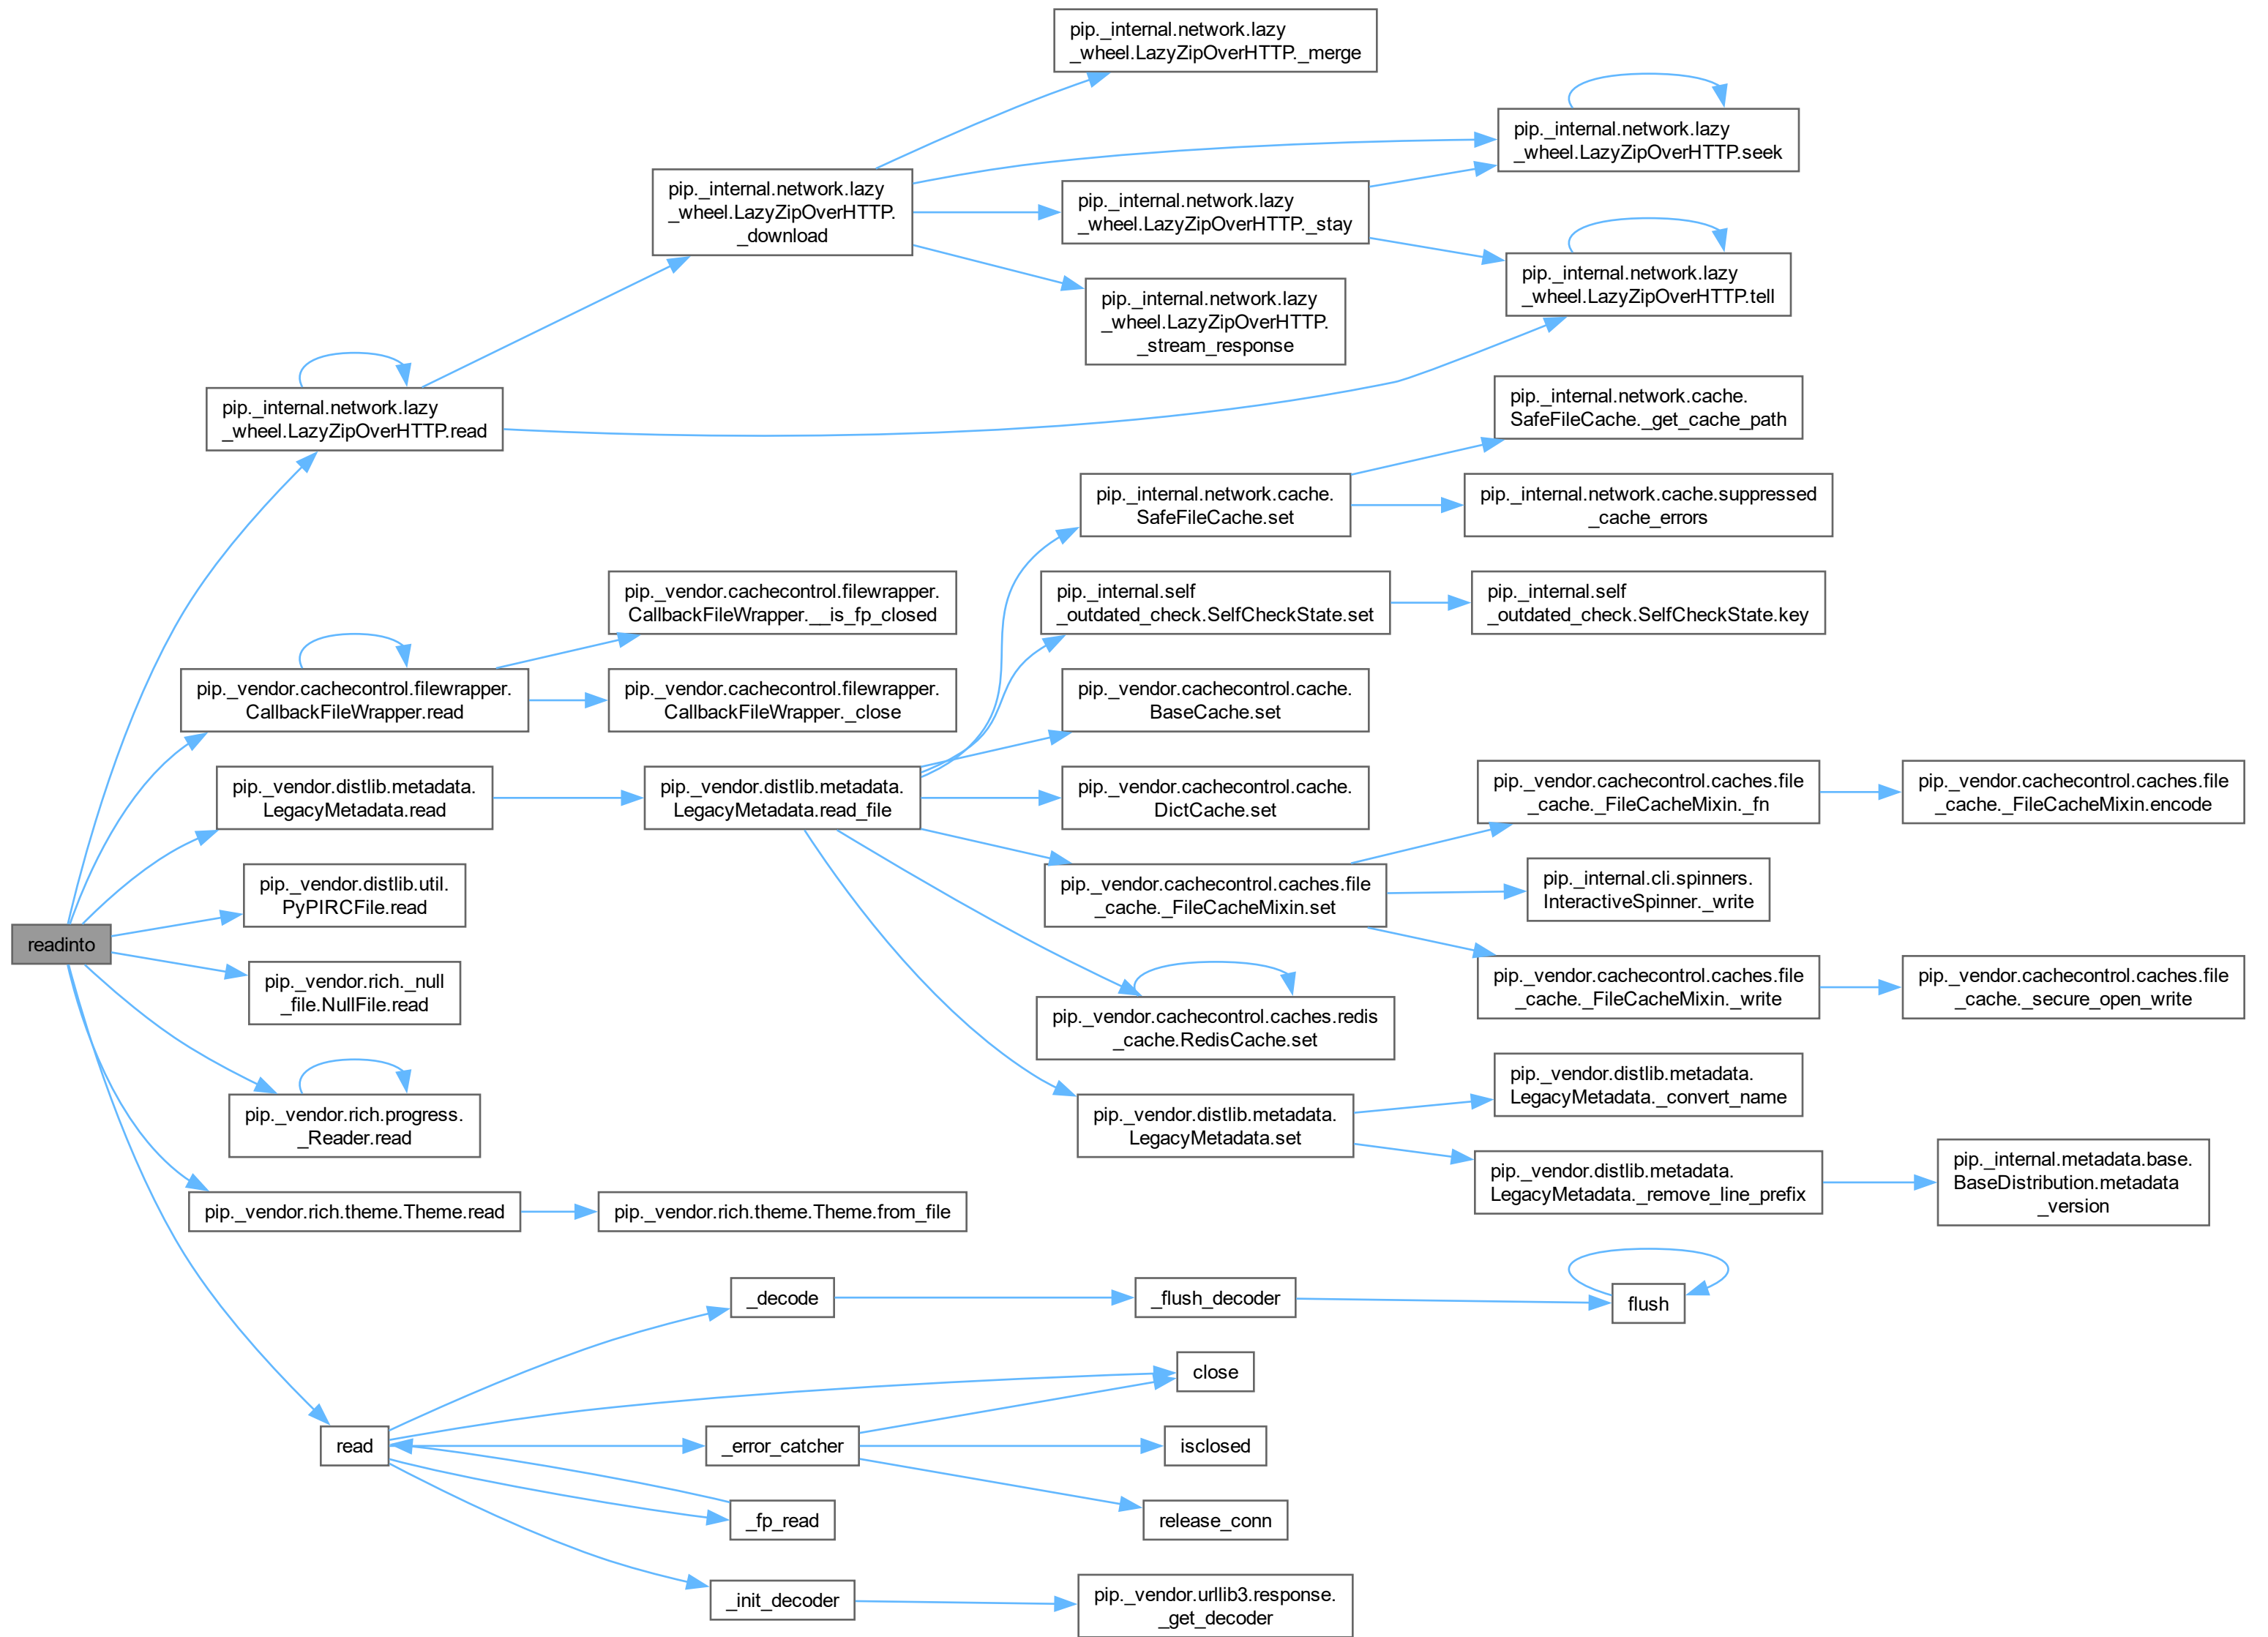 readinto
pip._internal.network.lazy
_wheel.LazyZipOverHTTP.read
pip._internal.network.lazy
_wheel.LazyZipOverHTTP.
_download
pip._internal.network.lazy
_wheel.LazyZipOverHTTP._merge
pip._internal.network.lazy
_wheel.LazyZipOverHTTP.seek
pip._internal.network.lazy
_wheel.LazyZipOverHTTP._stay
pip._internal.network.lazy
_wheel.LazyZipOverHTTP.tell
pip._internal.network.lazy
_wheel.LazyZipOverHTTP.
_stream_response
pip._vendor.cachecontrol.filewrapper.
CallbackFileWrapper.read
pip._vendor.cachecontrol.filewrapper.
CallbackFileWrapper.__is_fp_closed
pip._vendor.cachecontrol.filewrapper.
CallbackFileWrapper._close
pip._vendor.distlib.metadata.
LegacyMetadata.read
pip._vendor.distlib.metadata.
LegacyMetadata.read_file
pip._internal.network.cache.
SafeFileCache.set
pip._internal.network.cache.
SafeFileCache._get_cache_path
pip._internal.network.cache.suppressed
_cache_errors
pip._internal.self
_outdated_check.SelfCheckState.set
pip._internal.self
_outdated_check.SelfCheckState.key
pip._vendor.cachecontrol.cache.
BaseCache.set
pip._vendor.cachecontrol.cache.
DictCache.set
pip._vendor.cachecontrol.caches.file
_cache._FileCacheMixin.set
pip._vendor.cachecontrol.caches.file
_cache._FileCacheMixin._fn
pip._vendor.cachecontrol.caches.file
_cache._FileCacheMixin.encode
pip._internal.cli.spinners.
InteractiveSpinner._write
pip._vendor.cachecontrol.caches.file
_cache._FileCacheMixin._write
pip._vendor.cachecontrol.caches.file
_cache._secure_open_write
pip._vendor.cachecontrol.caches.redis
_cache.RedisCache.set
pip._vendor.distlib.metadata.
LegacyMetadata.set
pip._vendor.distlib.metadata.
LegacyMetadata._convert_name
pip._vendor.distlib.metadata.
LegacyMetadata._remove_line_prefix
pip._internal.metadata.base.
BaseDistribution.metadata
_version
pip._vendor.distlib.util.
PyPIRCFile.read
pip._vendor.rich._null
_file.NullFile.read
pip._vendor.rich.progress.
_Reader.read
pip._vendor.rich.theme.Theme.read
pip._vendor.rich.theme.Theme.from_file
read
_decode
_flush_decoder
flush
close
_error_catcher
isclosed
release_conn
_fp_read
_init_decoder
pip._vendor.urllib3.response.
_get_decoder